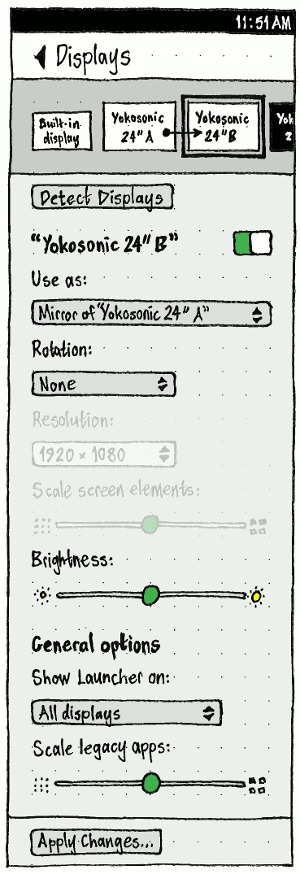 11:51AM
Displays
Built-in
display
Yokosonic
24" A
Yokosonic
24" B
Yok
2
Detect Displays
"Yokosonic 24" B"
Use as:
Mirror of "Yokosonic 24" A"
Rotation:
None
Resolution:
1920 × 1080
Scale screen elements:
Brightness:
General options
Show Launcher on:
All displays
Scale legacy apps:
Apply Changes...